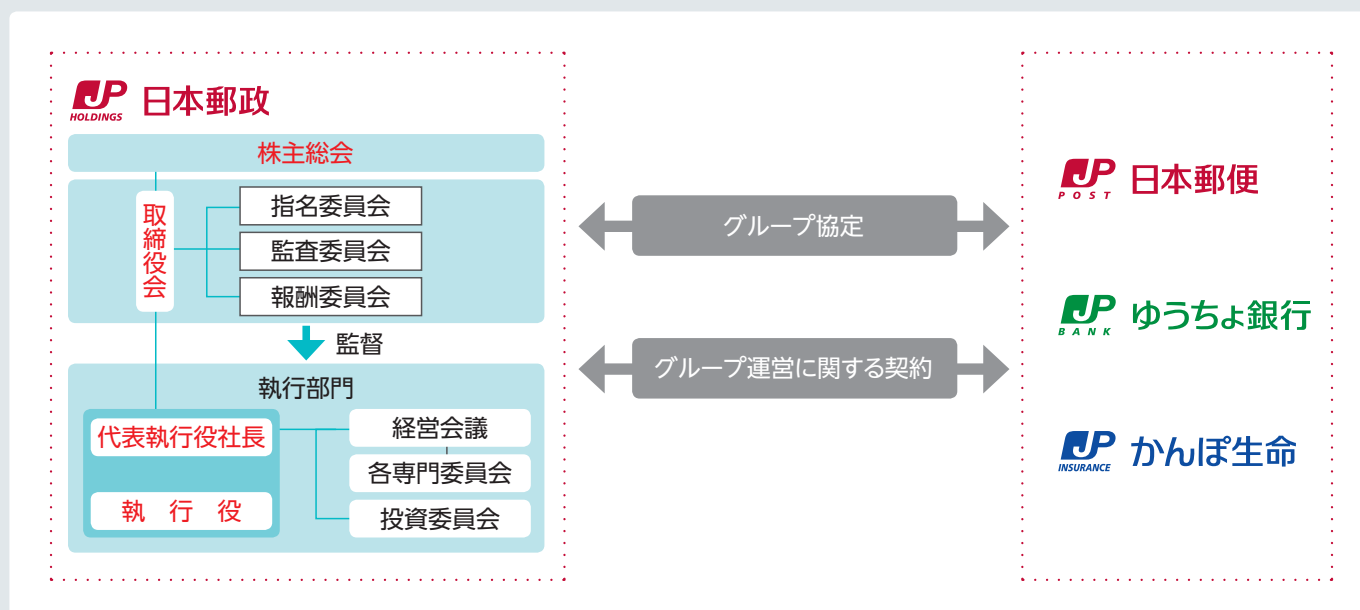 JP
HOLDINGS
日本郵政
株主総会
取締役会
指名委員会
監査委員会
報酬委員会
監督
執行部門
代表執行役社長
執 行 役
経営会議
各専門委員会
投資委員会
グループ協定
グループ運営に関する契約
JP
POST
日本郵便
JP
BANK
ゆうちょ銀行
JP
INSURANCE
かんぽ生命